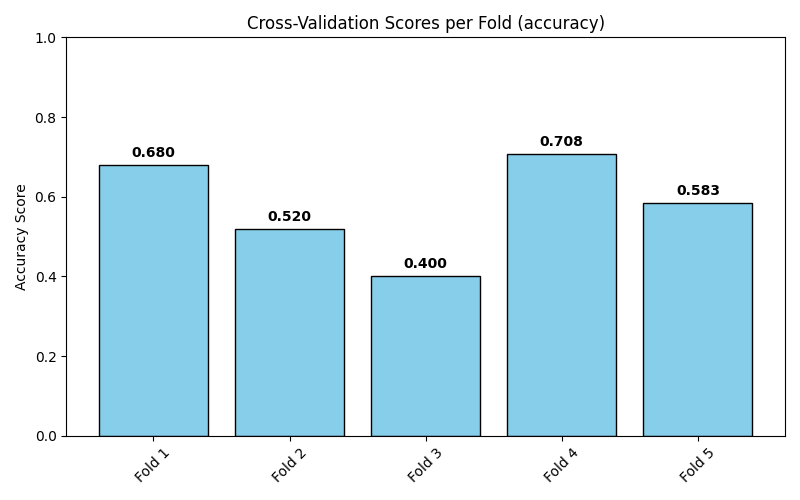 Cross-Validation Scores per Fold (accuracy)
Accuracy Score
1.0
0.8
0.6
0.4
0.2
0.0
0.680
0.520
0.400
0.708
0.583
Fold 1
Fold 2
Fold 3
Fold 4
Fold 5